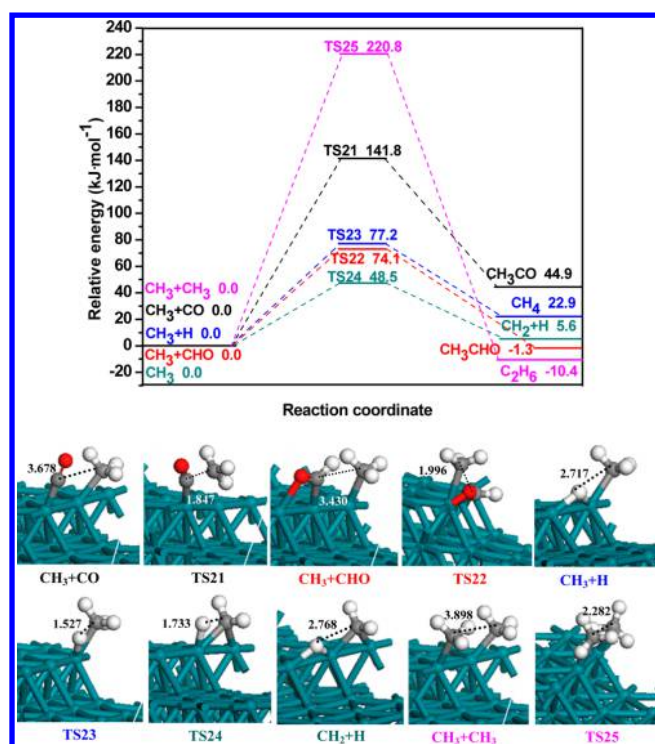 TS25 220.8
240
220
200
180
160
140
120
100
80
60
40
20
0
-20
Relative energy (kJ·mol⁻¹)
TS21 141.8
TS23 77.2
TS22 74.1
TS24 48.5
CH₃+CH₃ 0.0
CH₃+CO 0.0
CH₃+H 0.0
CH₃+CHO 0.0
CH₃ 0.0
CH₃CO 44.9
CH₄ 22.9
CH₂+H 5.6
CH₃CHO -1.3
C₂H₆ -10.4
Reaction coordinate
3.678
1.847
3.430
1.996
2.717
CH₃+CO TS21 CH₃+CHO TS22 CH₃+H
1.527
1.733
2.768
3.898
2.282
TS23 TS24 CH₂+H CH₃+CH₃ TS25